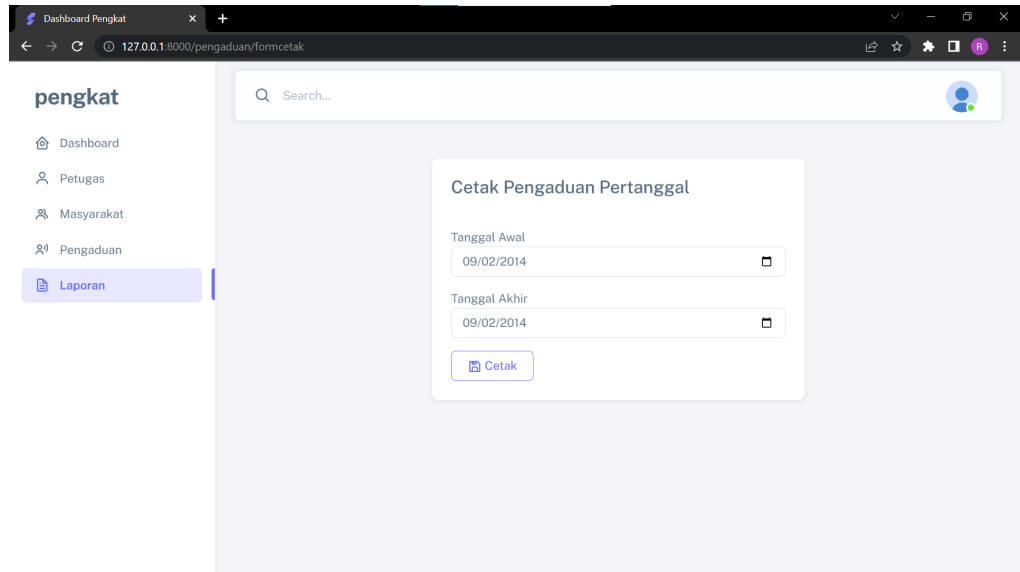 Dashboard Pengkat
127.0.0.1:8000/pengaduan/formcetak
R
pengkat
Search...
Dashboard
Petugas
Masyarakat
Pengaduan
Laporan
Cetak Pengaduan Pertanggal
Tanggal Awal
09/02/2014
Tanggal Akhir
09/02/2014
Cetak